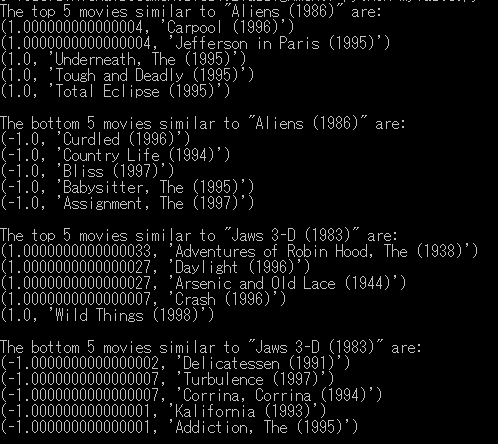 The top 5 movies similar to "Aliens (1986)" are:
(1.0000000000000004, 'Carpool (1996)')
(1.0000000000000004, 'Jefferson in Paris (1995)')
(1.0, 'Underneath, The (1995)')
(1.0, 'Tough and Deadly (1995)')
(1.0, 'Total Eclipse (1995)')
The bottom 5 movies similar to "Aliens (1986)" are:
(-1.0, 'Curdled (1996)')
(-1.0, 'Country Life (1994)')
(-1.0, 'Bliss (1997)')
(-1.0, 'Babysitter, The (1995)')
(-1.0, 'Assignment, The (1997)')
The top 5 movies similar to "Jaws 3-D (1983)" are:
(1.0000000000000033, 'Adventures of Robin Hood, The (1938)')
(1.0000000000000027, 'Daylight (1996)')
(1.0000000000000027, 'Arsenic and Old Lace (1944)')
(1.0000000000000007, 'Crash (1996)')
(1.0, 'Wild Things (1998)')
The bottom 5 movies similar to "Jaws 3-D (1983)" are:
(-1.0000000000000002, 'Delicatessen (1991)')
(-1.0000000000000007, 'Turbulence (1997)')
(-1.0000000000000007, 'Corrina, Corrina (1994)')
(-1.000000000000001, 'Kalifornia (1993)')
(-1.000000000000001, 'Addiction, The (1995)')